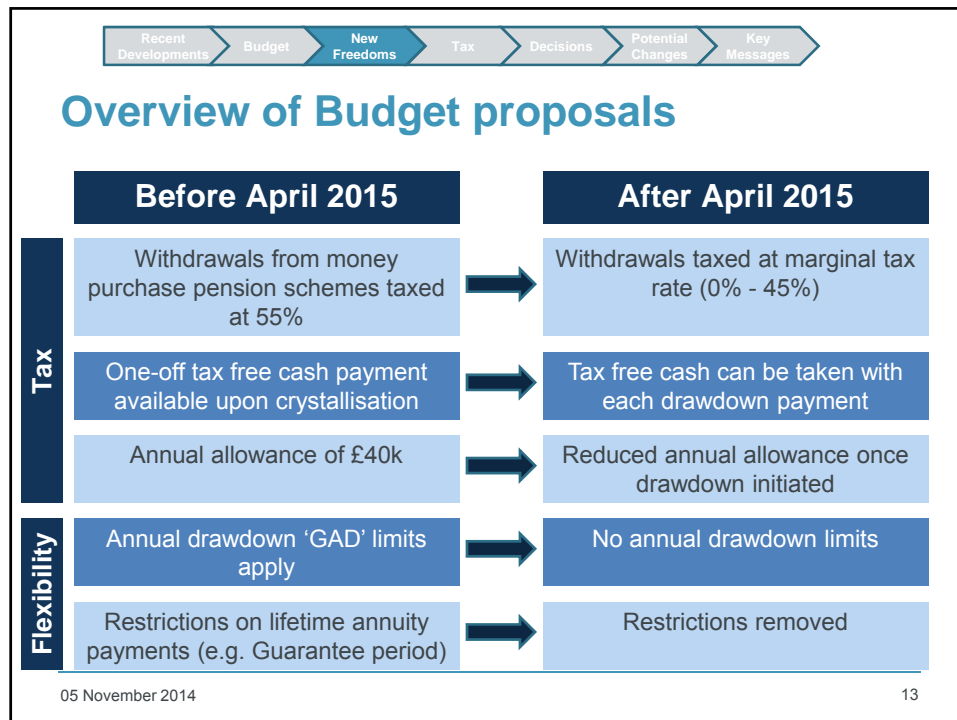 Recent
Developments
Budget
New
Freedoms
Tax
Decisions
Potential
Changes
Key
Messages
Overview of Budget proposals
Before April 2015
After April 2015
Tax
Withdrawals from money
purchase pension schemes taxed
at 55%
Withdrawals taxed at marginal tax
rate (0% - 45%)
One-off tax free cash payment
available upon crystallisation
Tax free cash can be taken with
each drawdown payment
Annual allowance of £40k
Reduced annual allowance once
drawdown initiated
Flexibility
Annual drawdown ‘GAD’ limits
apply
No annual drawdown limits
Restrictions on lifetime annuity
payments (e.g. Guarantee period)
Restrictions removed
05 November 2014
13